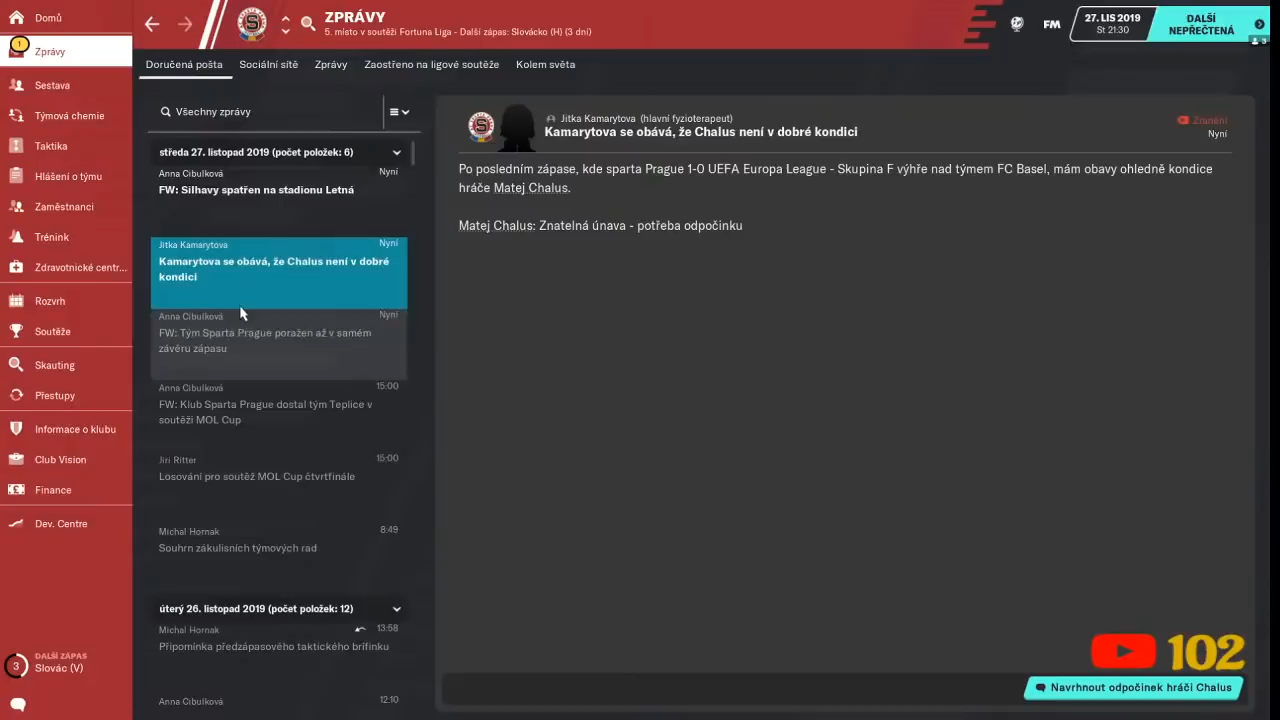 Domů
ZPRÁVY
5. místo v soutěži Fortuna Liga - Další zápas: Slovácko (H) (3 dni)
FM
27. LIS 2019
St 21:30
DALŠÍ
NEPŘEČTENÁ
3
1
Zprávy
Sestava
Týmová chemie
Taktika
Hlášení o týmu
Zaměstnanci
Trénink
Zdravotnické centr...
Rozvrh
Soutěže
Skauting
Přestupy
Informace o klubu
Club Vision
Finance
Dev. Centre
3
DALŠÍ ZÁPAS
Slovác (V)
Doručená pošta
Sociální sítě
Zprávy
Zaostřeno na ligové soutěže
Kolem světa
Všechny zprávy
středa 27. listopad 2019 (počet položek: 6)
Anna Cibulková
Nyní
FW: Silhavy spatřen na stadionu Letná
Jitka Kamarytova
Nyní
Kamarytova se obává, že Chalus není v dobré
kondici
Anna Cibulková
Nyní
FW: Tým Sparta Prague poražen až v samém
závěru zápasu
Anna Cibulková
15:00
FW: Klub Sparta Prague dostal tým Teplice v
soutěži MOL Cup
Jiri Ritter
15:00
Losování pro soutěž MOL Cup čtvrtfinále
Michal Hornak
8:49
Souhrn zákulisních týmových rad
úterý 26. listopad 2019 (počet položek: 12)
Michal Hornak
13:58
Připomínka předzápasového taktického brífinku
Anna Cibulková
12:10
Jitka Kamarytova (hlavní fyzioterapeut)
Kamarytova se obává, že Chalus není v dobré kondici
Zranění
Nyní
Po posledním zápase, kde sparta Prague 1-0 UEFA Europa League - Skupina F výhře nad týmem FC Basel, mám obavy ohledně kondice
hráče Matej Chalus.
Matej Chalus: Znatelná únava - potřeba odpočinku
102
Navrhnout odpočinek hráči Chalus